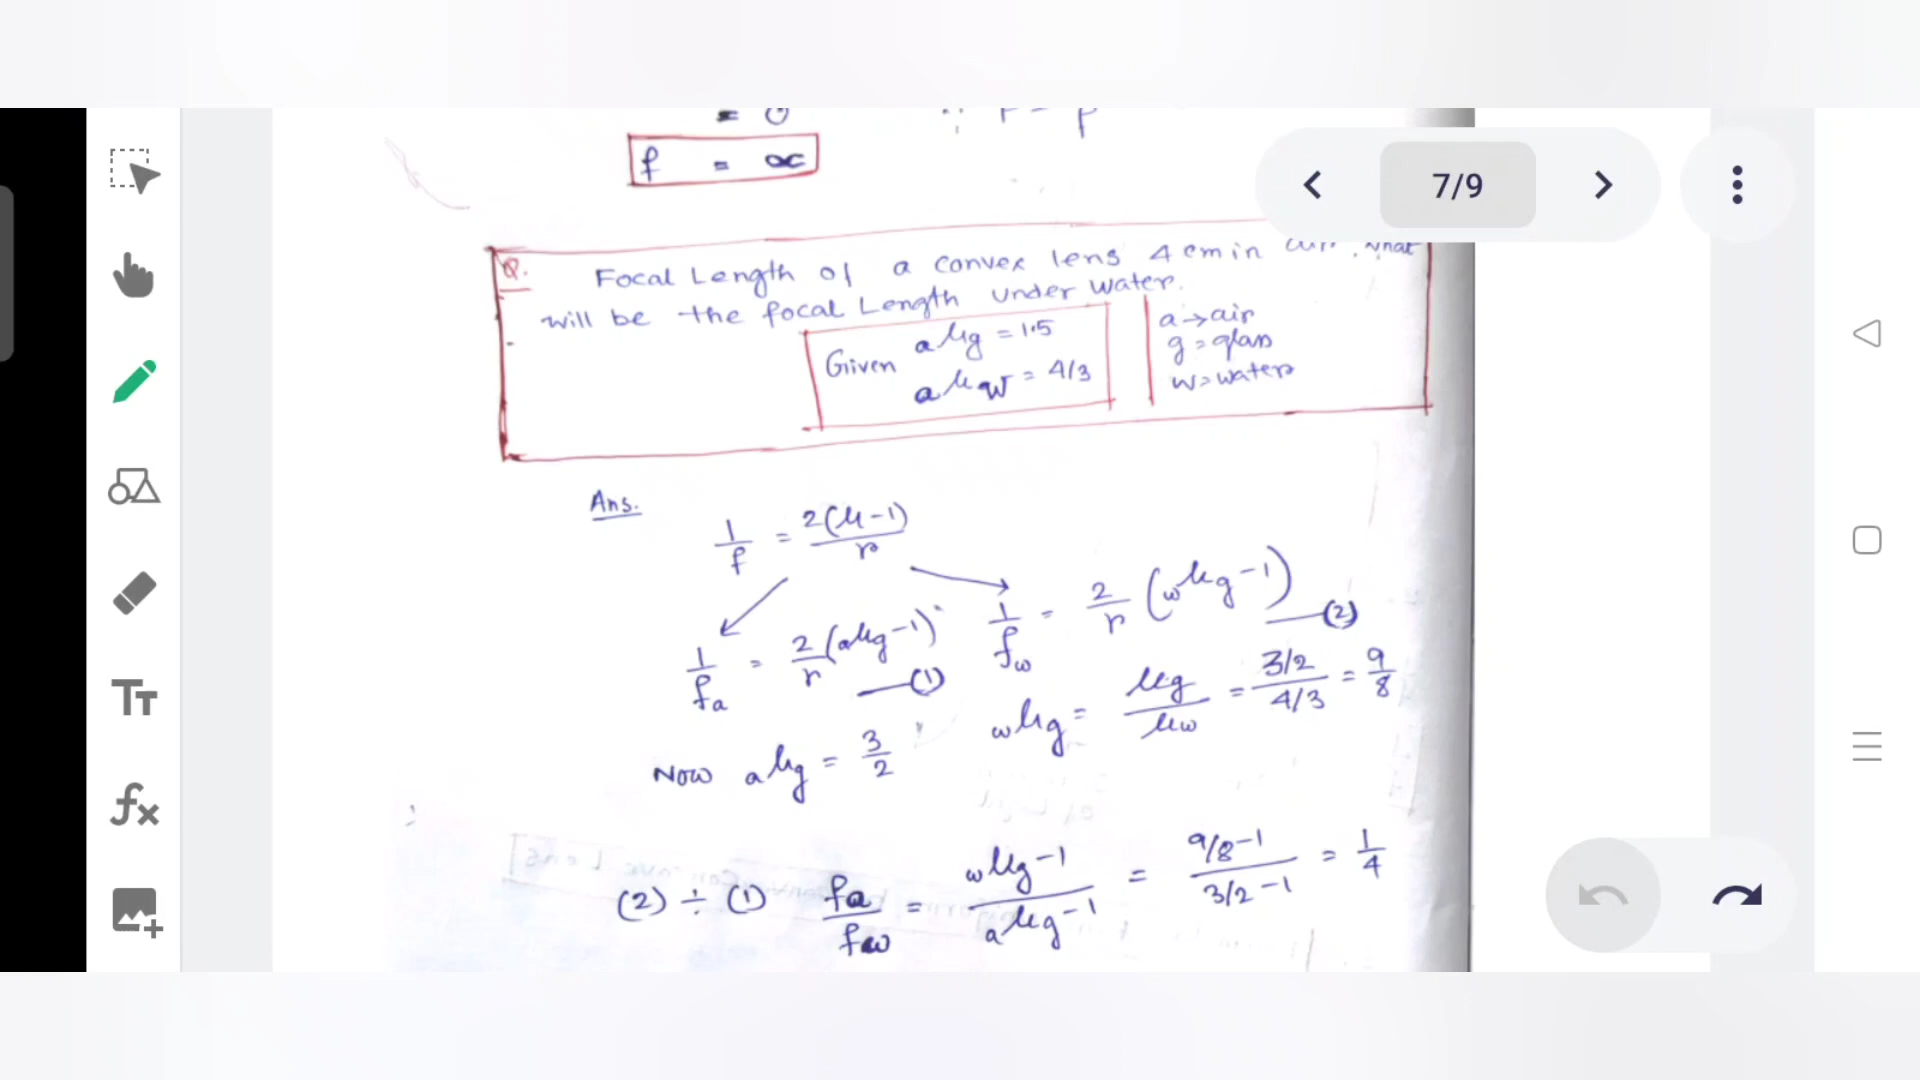 = 0
f = ∝
7/9
Q. Focal Length of a convex lens 4 cm in air. What
will be the focal Length under water.
Given aμg = 1.5
aμw = 4/3
a → air
g = glass
w = water
Ans.
1/f = 2(μ-1)/r
1/fa = 2/r (aμg-1) —(1)
1/fw = 2/r (wμg-1) —(2)
wμg = μg/μw = 3/2 / 4/3 = 9/8
Now aμg = 3/2
(2) ÷ (1) fa/fw = wμg-1 / aμg-1 = 9/8-1 / 3/2-1 = 1/4
Tт
fx